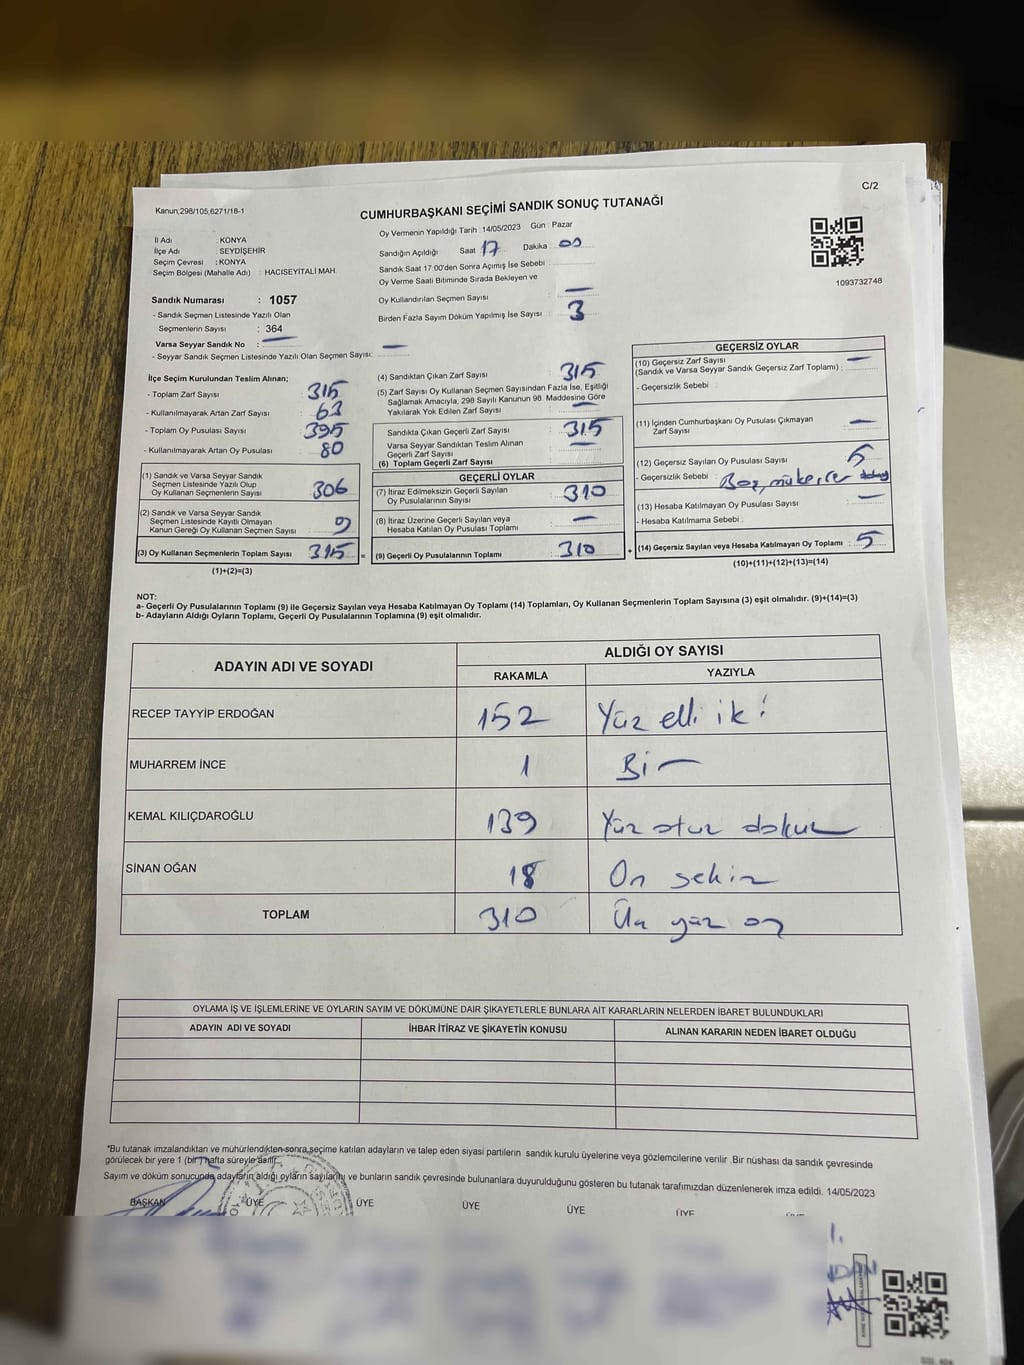 C/2
Kanun;298/105;6271/18-1
CUMHURBAŞKANI SEÇİMİ SANDIK SONUÇ TUTANAĞI
İl Adı : KONYA
İlçe Adı : SEYDİŞEHİR
Seçim Çevresi : KONYA
Seçim Bölgesi (Mahalle Adı) : HACISEYİTALİ MAH.
Sandık Numarası : 1057
- Sandık Seçmen Listesinde Yazılı Olan
Seçmenlerin Sayısı : 364
Varsa Seyyar Sandık No : —
- Seyyar Sandık Seçmen Listesinde Yazılı Olan Seçmen Sayısı: —
Oy Vermenin Yapıldığı Tarih : 14/05/2023 Gün : Pazar
Sandığın Açıldığı Saat 17 Dakika : 00
Sandık Saat 17:00'den Sonra Açımış İse Sebebi :
Oy Verme Saati Bitiminde Sırada Bekleyen ve
Oy Kullandırılan Seçmen Sayısı : —
Birden Fazla Sayım Döküm Yapılmış İse Sayısı : 3
1093732748
İlçe Seçim Kurulundan Teslim Alınan;
- Toplam Zarf Sayısı
- Kullanılmayarak Artan Zarf Sayısı
- Toplam Oy Pusulası Sayısı : 395
- Kullanılmayarak Artan Oy Pusulası : 80
(1) Sandık ve Varsa Seyyar Sandık
Seçmen Listesinde Yazılı Olup
Oy Kullanan Seçmenlerin Sayısı : 306
(2) Sandık ve Varsa Seyyar Sandık
Seçmen Listesinde Kayıtlı Olmayan
Kanun Gereği Oy Kullanan Seçmen Sayısı : 9
(3) Oy Kullanan Seçmenlerin Toplam Sayısı : 315
(1)+(2)=(3)
(4) Sandıktan Çıkan Zarf Sayısı : 315
(5) Zarf Sayısı Oy Kullanan Seçmen Sayısından Fazla İse, Eşitliği
Sağlamak Amacıyla, 298 Sayılı Kanunun 98. Maddesine Göre
Yakılarak Yok Edilen Zarf Sayısı : —
Sandıkta Çıkan Geçerli Zarf Sayısı : 315
Varsa Seyyar Sandıktan Teslim Alınan
Geçerli Zarf Sayısı : —
(6) Toplam Geçerli Zarf Sayısı
GEÇERLİ OYLAR
(7) İtiraz Edilmeksizin Geçerli Sayılan
Oy Pusulalarının Sayısı : 310
(8) İtiraz Üzerine Geçerli Sayılan veya
Hesaba Katılan Oy Pusulası Toplamı : —
= (9) Geçerli Oy Pusulalarının Toplamı : 310
GEÇERSİZ OYLAR
(10) Geçersiz Zarf Sayısı
(Sandık ve Varsa Seyyar Sandık Geçersiz Zarf Toplamı) : —
- Geçersizlik Sebebi :
(11) İçinden Cumhurbaşkanı Oy Pusulası Çıkmayan
Zarf Sayısı : —
(12) Geçersiz Sayılan Oy Pusulası Sayısı : 5
- Geçersizlik Sebebi : Boş, mükerrer
(13) Hesaba Katılmayan Oy Pusulası Sayısı : —
- Hesaba Katılmama Sebebi :
+ (14) Geçersiz Sayılan veya Hesaba Katılmayan Oy Toplamı : 5
(10)+(11)+(12)+(13)=(14)
NOT:
a- Geçerli Oy Pusulalarının Toplamı (9) ile Geçersiz Sayılan veya Hesaba Katılmayan Oy Toplamı (14) Toplamları, Oy Kullanan Seçmenlerin Toplam Sayısına (3) eşit olmalıdır. (9)+(14)=(3)
b- Adayların Aldığı Oyların Toplamı, Geçerli Oy Pusulalarının Toplamına (9) eşit olmalıdır.
ADAYIN ADI VE SOYADI ALDIĞI OY SAYISI
RAKAMLA YAZIYLA
RECEP TAYYİP ERDOĞAN 152 Yüz elli iki
MUHARREM İNCE 1 Bir
KEMAL KILIÇDAROĞLU 139 Yüz otuz dokuz
SİNAN OĞAN 18 On sekiz
TOPLAM 310 Üç yüz on
OYLAMA İŞ VE İŞLEMLERİNE VE OYLARIN SAYIM VE DÖKÜMÜNE DAİR ŞİKAYETLERLE BUNLARA AİT KARARLARIN NELERDEN İBARET BULUNDUKLARI
ADAYIN ADI VE SOYADI İHBAR İTİRAZ VE ŞİKAYETİN KONUSU ALINAN KARARIN NEDEN İBARET OLDUĞU
*Bu tutanak imzalandıktan ve mühürlendikten sonra,seçime katılan adayların ve talep eden siyasi partilerin sandık kurulu üyelerine veya gözlemcilerine verilir .Bir nüshası da sandık çevresinde
görülecek bir yere 1 (bir) hafta süreyle asılır.
Sayım ve döküm sonucunda adayların aldığı oyların sayılarını ve bunların sandık çevresinde bulunanlara duyurulduğunu gösteren bu tutanak tarafımızdan düzenlenerek imza edildi. 14/05/2023
BAŞKAN ÜYE ÜYE ÜYE ÜYE ÜYE